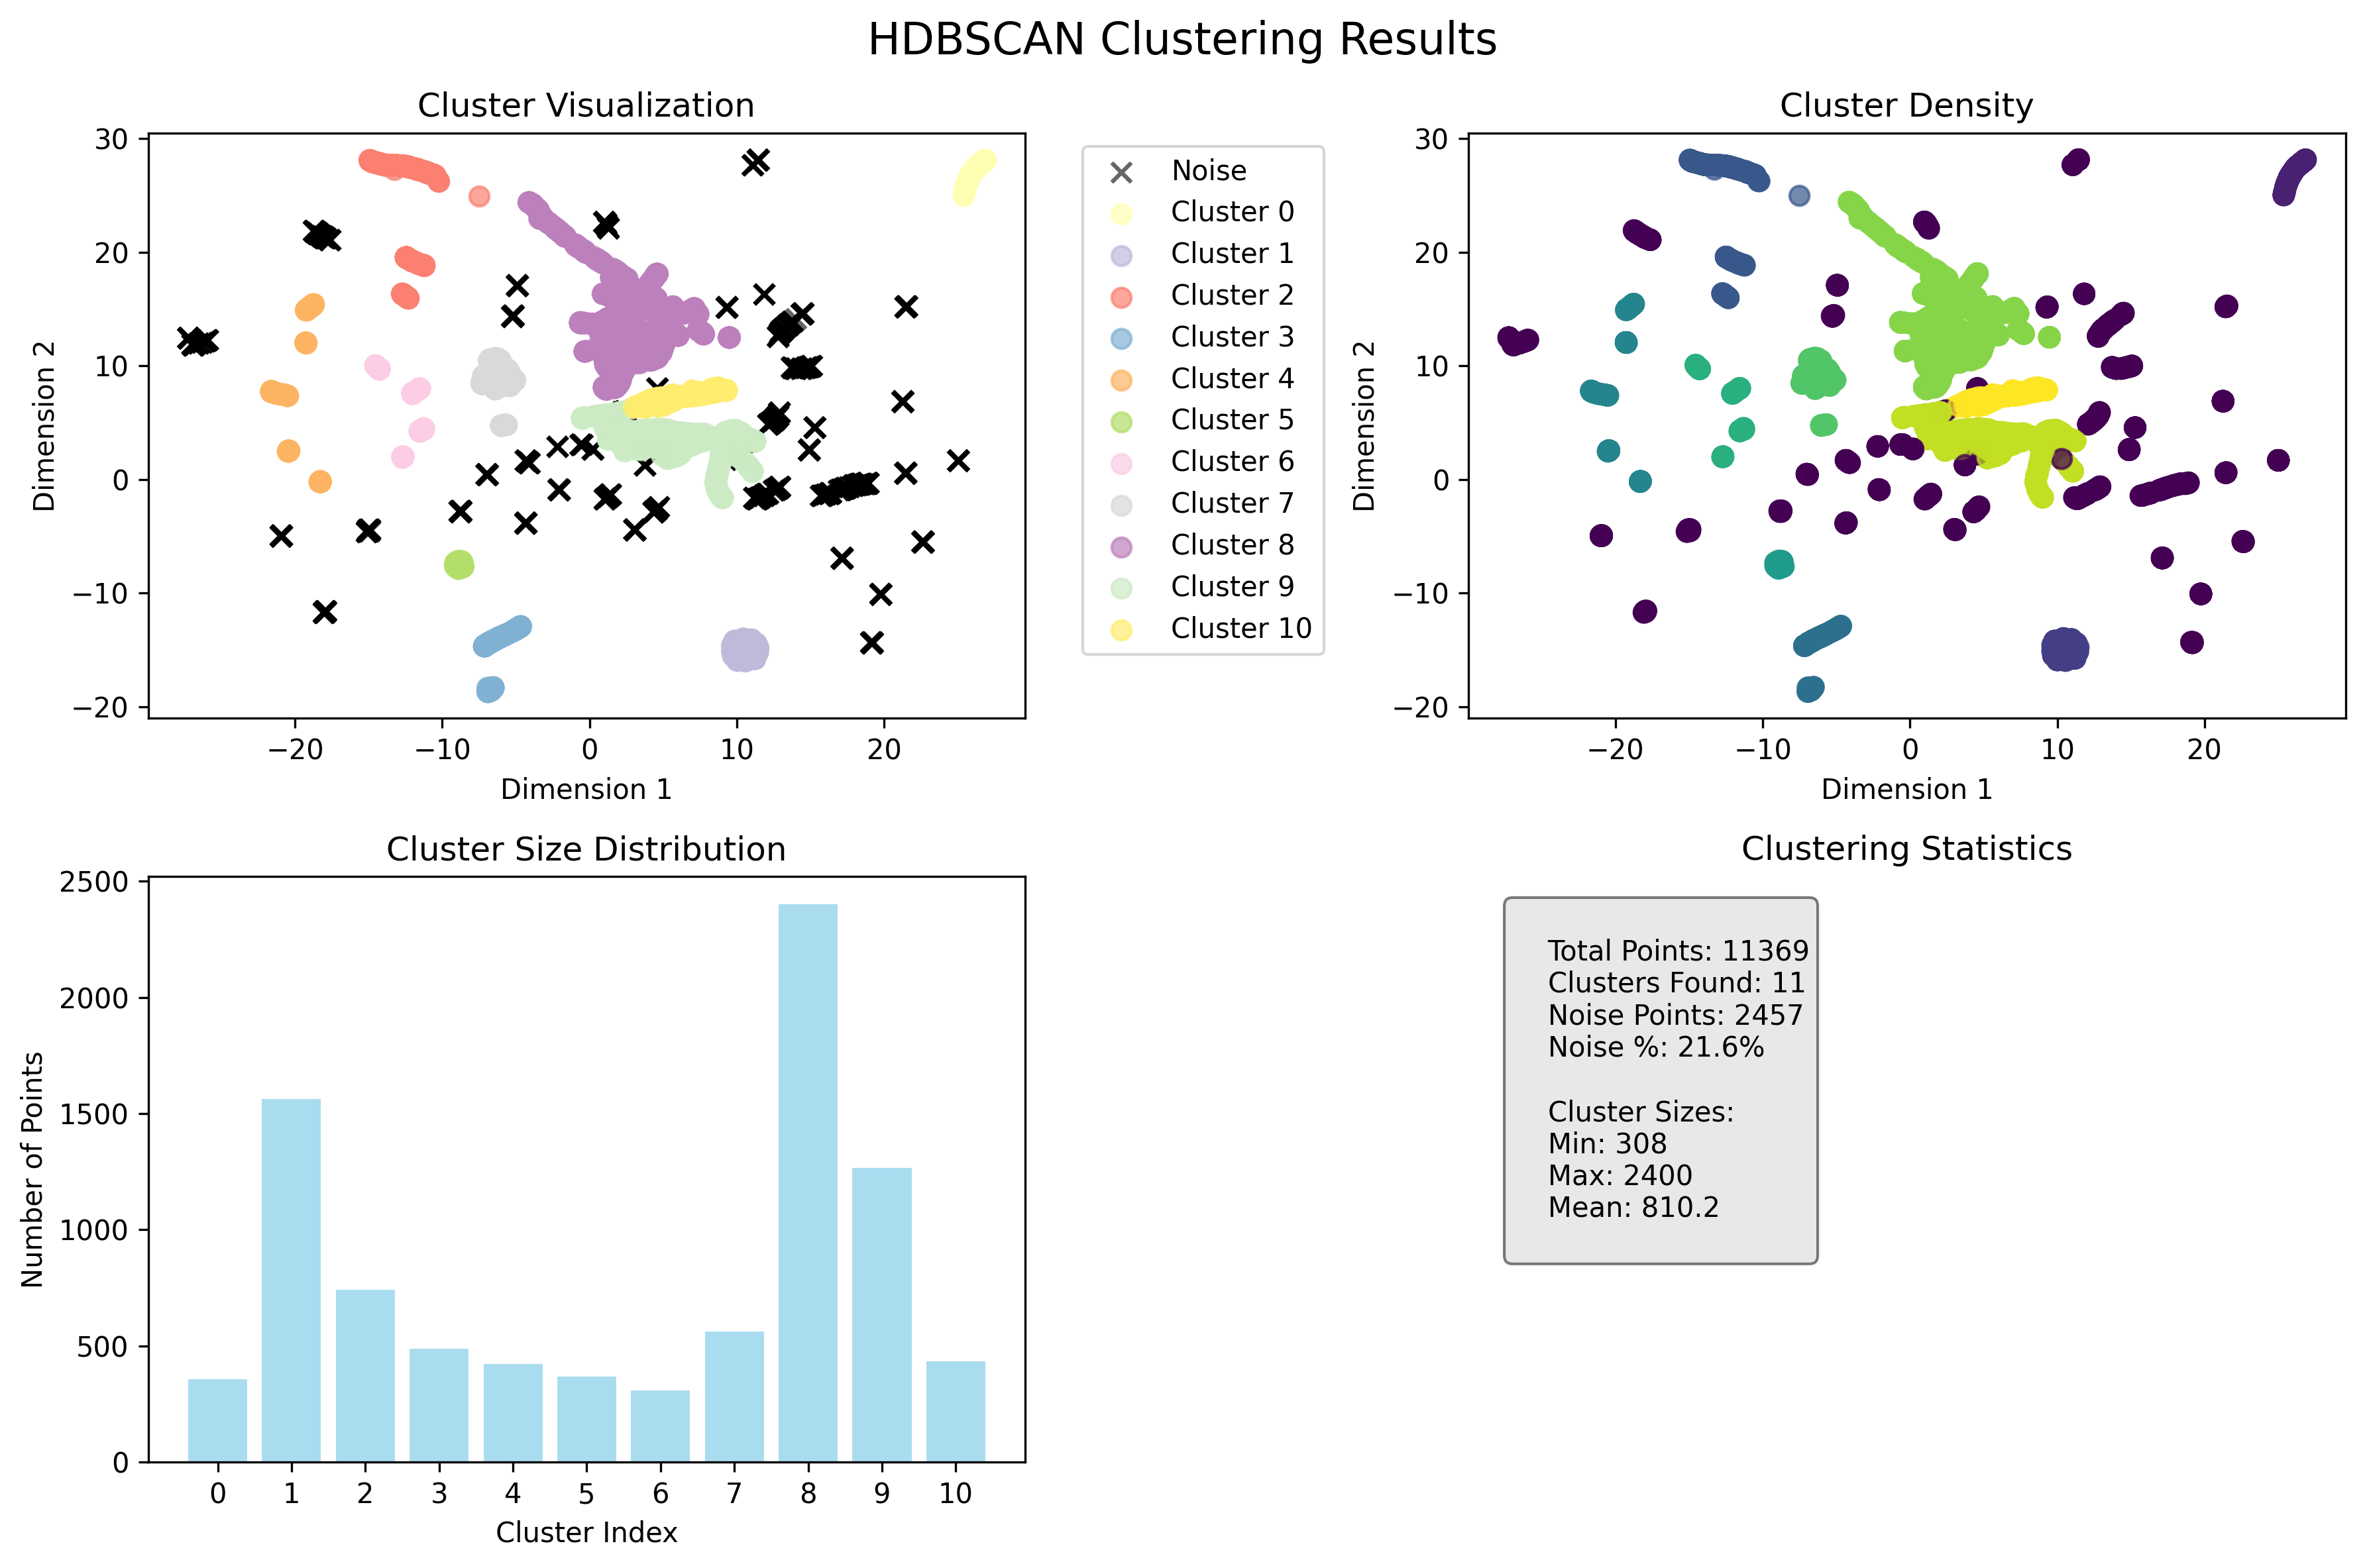 HDBSCAN Clustering Results
Cluster Visualization
30
20
10
0
−10
−20
−20
−10
0
10
20
Dimension 2
Dimension 1
Noise
Cluster 0
Cluster 1
Cluster 2
Cluster 3
Cluster 4
Cluster 5
Cluster 6
Cluster 7
Cluster 8
Cluster 9
Cluster 10
Cluster Density
30
20
10
0
−10
−20
−20
−10
0
10
20
Dimension 2
Dimension 1
Cluster Size Distribution
2500
2000
1500
1000
500
0
0
1
2
3
4
5
6
7
8
9
10
Number of Points
Cluster Index
Clustering Statistics
Total Points: 11369
Clusters Found: 11
Noise Points: 2457
Noise %: 21.6%
Cluster Sizes:
Min: 308
Max: 2400
Mean: 810.2